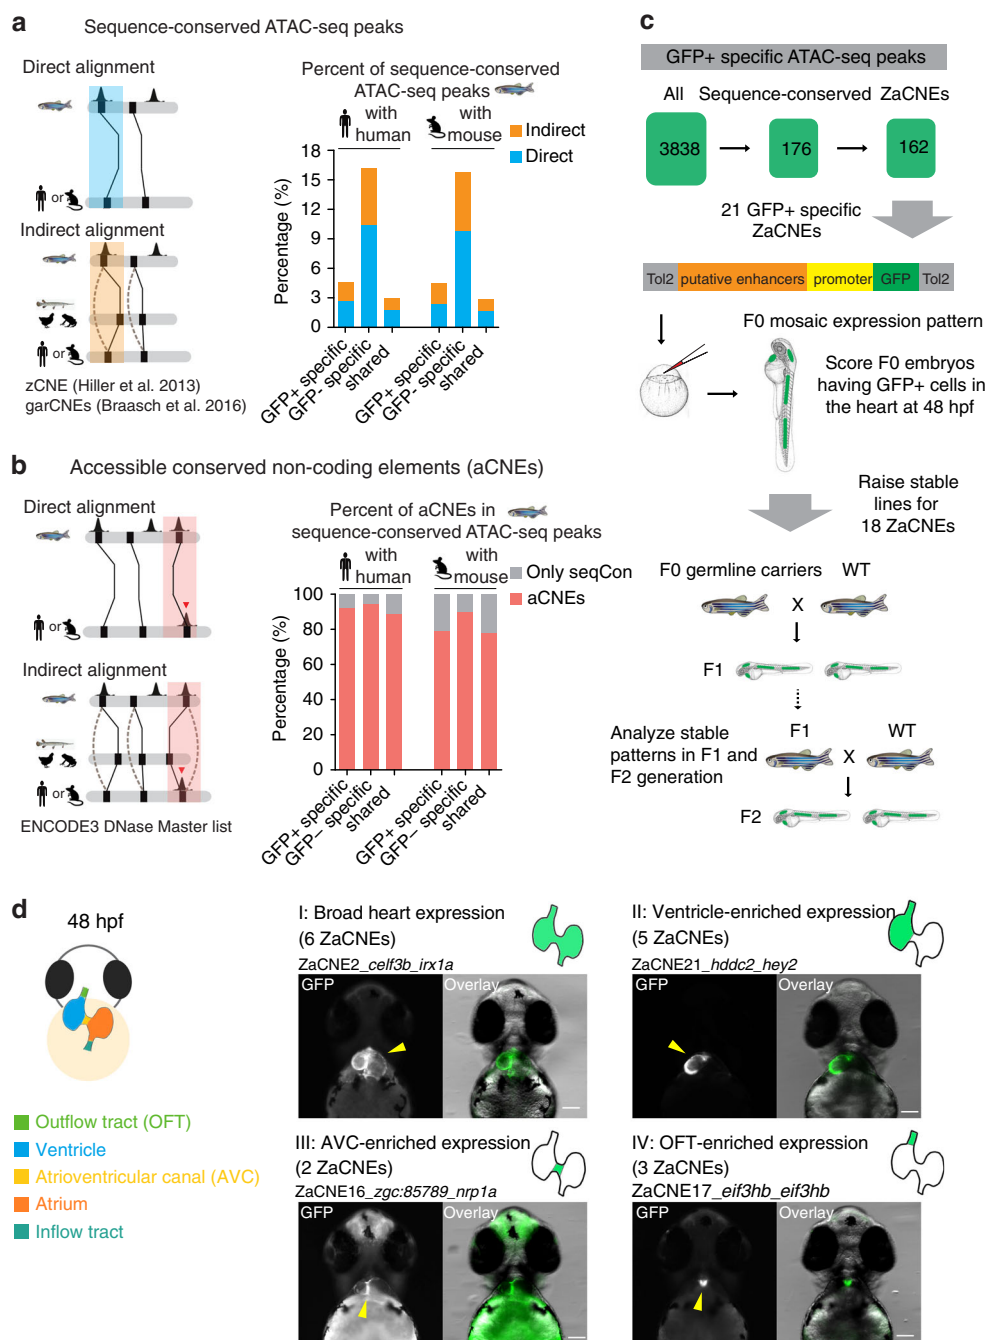 a
Sequence-conserved ATAC-seq peaks
Direct alignment
or
Indirect alignment
or
zCNE (Hiller et al. 2013)
garCNEs (Braasch et al. 2016)
Percent of sequence-conserved
ATAC-seq peaks
with
human
with
mouse
Indirect
Direct
Percentage (%)
18
15
12
9
6
3
0
GFP+ specific
GFP- specific
shared
GFP+ specific
GFP- specific
shared
b
Accessible conserved non-coding elements (aCNEs)
Direct alignment
or
Indirect alignment
or
ENCODE3 DNase Master list
Percent of aCNEs in
sequence-conserved ATAC-seq peaks
with
human
with
mouse
Only seqCon
aCNEs
Percentage (%)
100
80
60
40
20
0
GFP+ specific
GFP− specific
shared
GFP+ specific
GFP− specific
shared
c
GFP+ specific ATAC-seq peaks
All Sequence-conserved ZaCNEs
3838 176 162
21 GFP+ specific
ZaCNEs
Tol2 putative enhancers promoter GFP Tol2
F0 mosaic expression pattern
Score F0 embryos
having GFP+ cells in
the heart at 48 hpf
Raise stable
lines for
18 ZaCNEs
F0 germline carriers WT
X
F1
Analyze stable
patterns in F1 and
F2 generation
F1 WT
X
F2
d
48 hpf
Outflow tract (OFT)
Ventricle
Atrioventricular canal (AVC)
Atrium
Inflow tract
I: Broad heart expression
(6 ZaCNEs)
ZaCNE2_celf3b_irx1a
GFP Overlay
II: Ventricle-enriched expression
(5 ZaCNEs)
ZaCNE21_hddc2_hey2
GFP Overlay
III: AVC-enriched expression
(2 ZaCNEs)
ZaCNE16_zgc:85789_nrp1a
GFP Overlay
IV: OFT-enriched expression
(3 ZaCNEs)
ZaCNE17_eif3hb_eif3hb
GFP Overlay